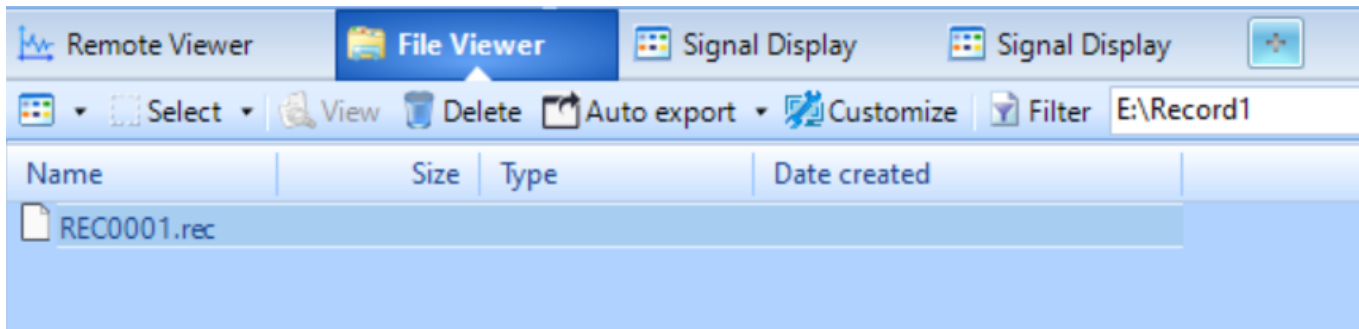 Remote Viewer File Viewer Signal Display Signal Display
Select View Delete Auto export Customize Filter E:\Record1
Name Size Type Date created
REC0001.rec